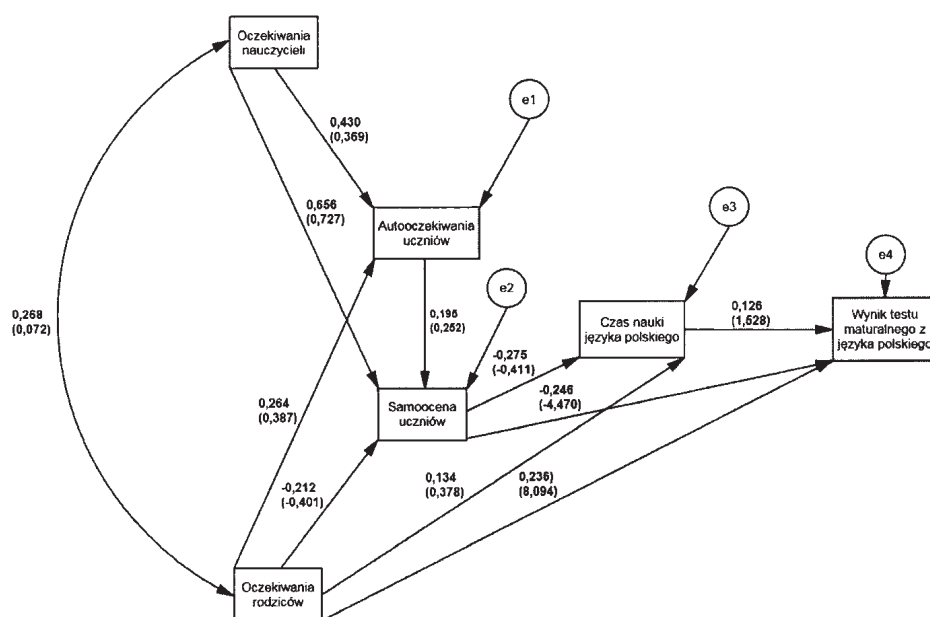 Oczekiwania
nauczycieli
e1
0,430
(0,369)
0,656
(0,727)
Autooczekiwania
uczniów
e3
e4
e2
0,268
(0,072)
0,195
(0,252)
Czas nauki
języka polskiego
0,126
(1,528)
Wynik testu
maturalnego z
języka polskiego
-0,275
(-0,411)
-0,246
(-4,470)
0,264
(0,387)
Samoocena
uczniów
-0,212
(-0,401)
0,134
(0,378)
0,236)
(8,094)
Oczekiwania
rodziców